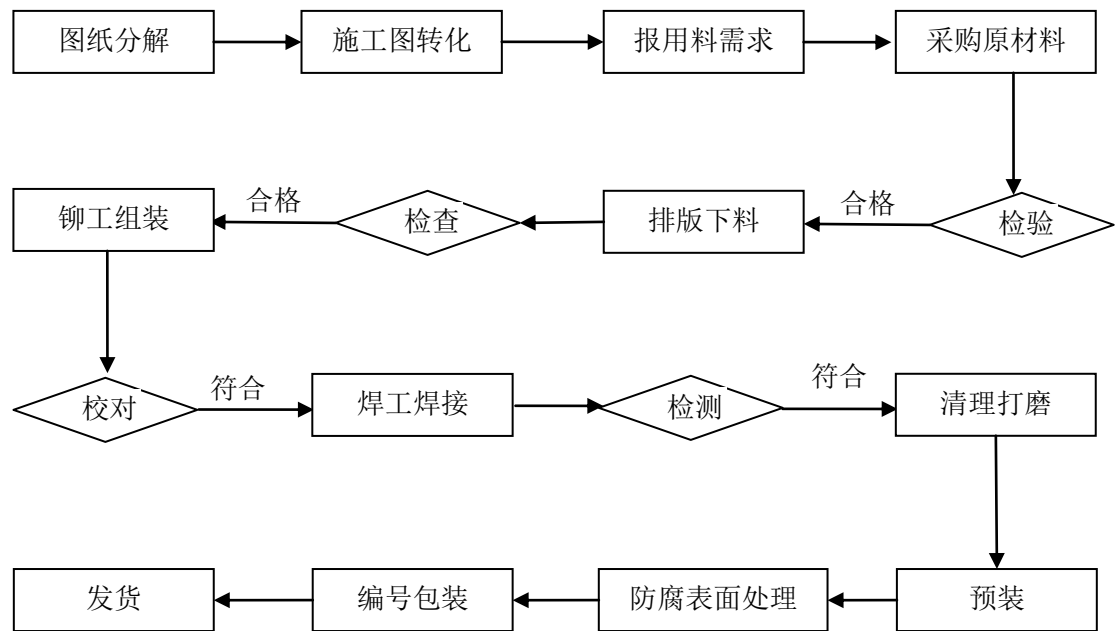 图纸分解
施工图转化
报用料需求
采购原材料
铆工组装
合格
检查
排版下料
合格
检验
校对
符合
焊工焊接
检测
符合
清理打磨
发货
编号包装
防腐表面处理
预装